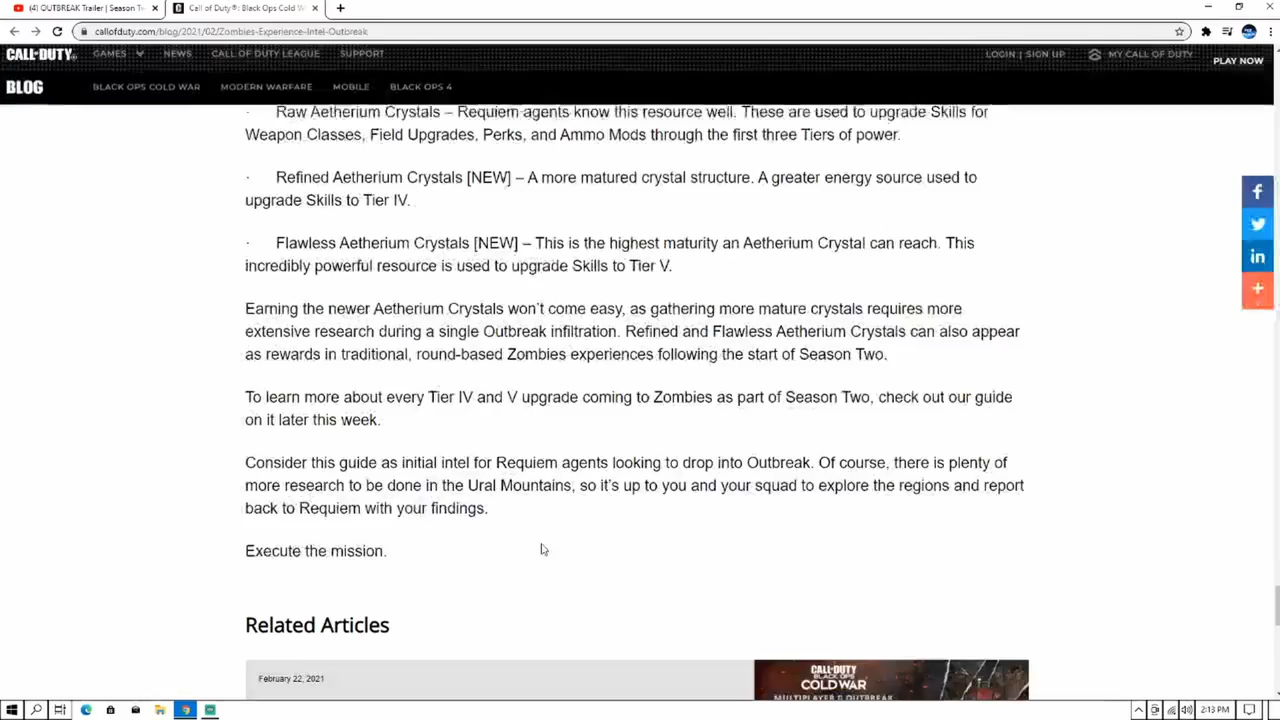 (4) OUTBREAK Trailer | Season T
Call of Duty®: Black Ops Cold W
callofduty.com/blog/2021/02/Zombies-Experience-Intel-Outbreak
CALL·DUTY®
GAMES
NEWS
CALL OF DUTY LEAGUE
SUPPORT
LOGIN | SIGN UP
MY CALL OF DUTY
PLAY NOW
BLOG
BLACK OPS COLD WAR
MODERN WARFARE
MOBILE
BLACK OPS 4
· Raw Aetherium Crystals – Requiem agents know this resource well. These are used to upgrade Skills for
Weapon Classes, Field Upgrades, Perks, and Ammo Mods through the first three Tiers of power.
· Refined Aetherium Crystals [NEW] – A more matured crystal structure. A greater energy source used to
upgrade Skills to Tier IV.
· Flawless Aetherium Crystals [NEW] – This is the highest maturity an Aetherium Crystal can reach. This
incredibly powerful resource is used to upgrade Skills to Tier V.
Earning the newer Aetherium Crystals won't come easy, as gathering more mature crystals requires more
extensive research during a single Outbreak infiltration. Refined and Flawless Aetherium Crystals can also appear
as rewards in traditional, round-based Zombies experiences following the start of Season Two.
To learn more about every Tier IV and V upgrade coming to Zombies as part of Season Two, check out our guide
on it later this week.
Consider this guide as initial intel for Requiem agents looking to drop into Outbreak. Of course, there is plenty of
more research to be done in the Ural Mountains, so it's up to you and your squad to explore the regions and report
back to Requiem with your findings.
Execute the mission.
Related Articles
February 22, 2021
CALL·DUTY
BLACK OPS
COLD WAR
MULTIPLAYER & OUTBREAK
2:13 PM